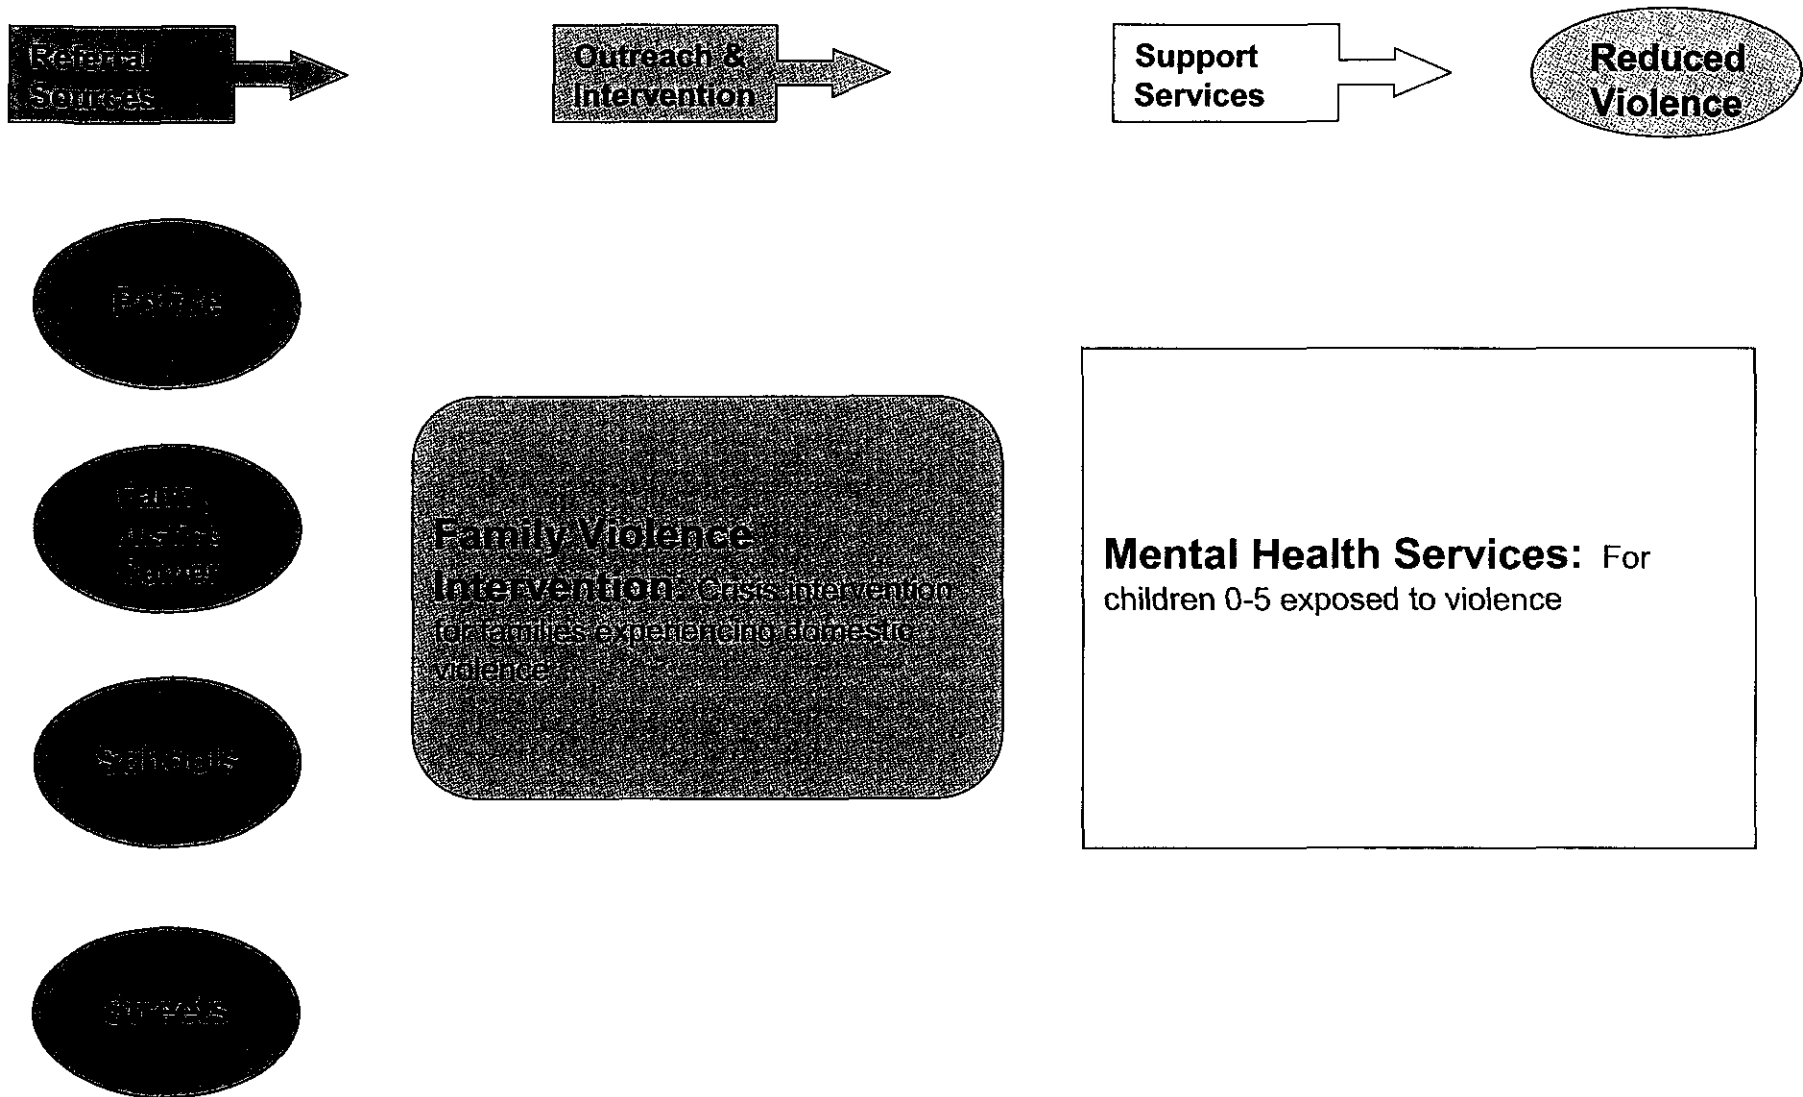 Referral
Sources
Outreach &
Intervention
Support
Services
Reduced
Violence
Police
Family
Justice
Center
Schools
Streets
Family Violence
Intervention: Crisis intervention
for families experiencing domestic
violence
Mental Health Services: For
children 0-5 exposed to violence